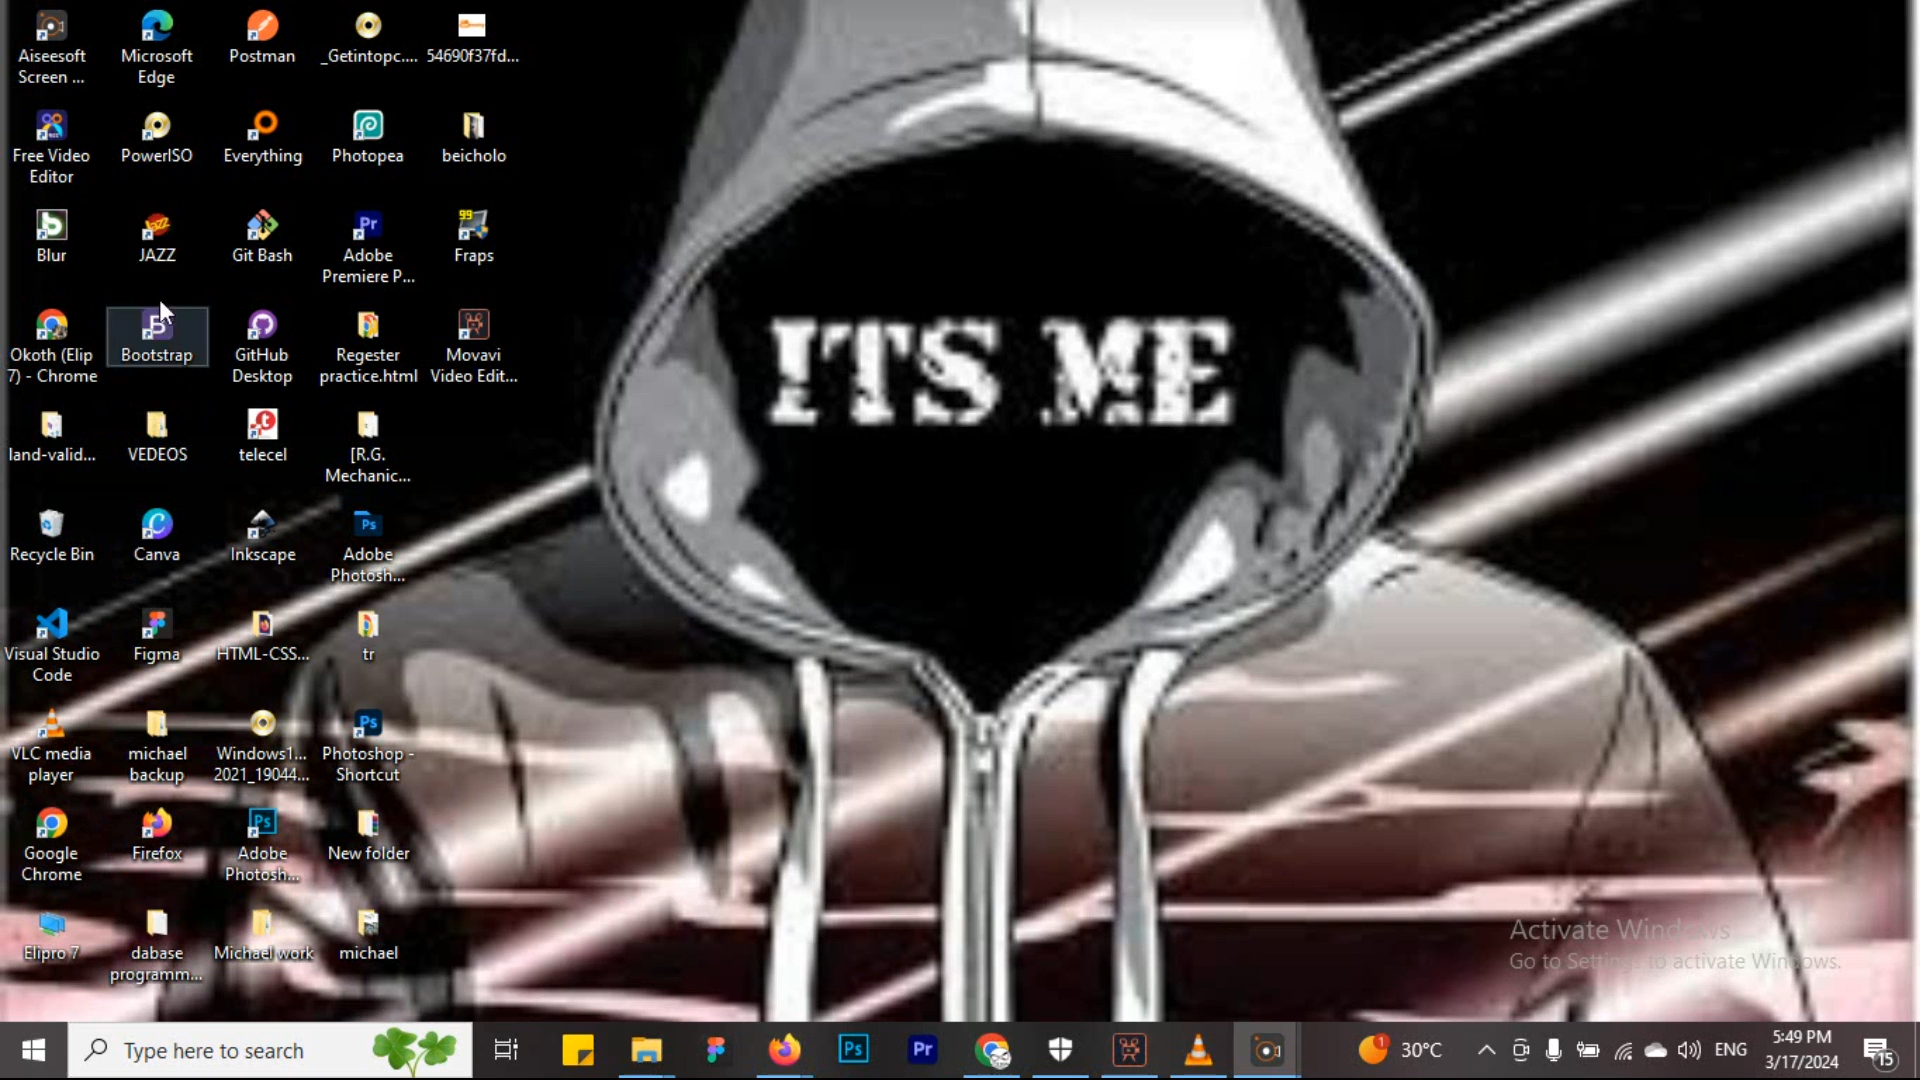 Aiseesoft
Screen ...
Microsoft
Edge
Postman
_Getintopc....
54690f37fd...
Free Video
Editor
PowerISO
Everything
Photopea
beicholo
Blur
JAZZ
Git Bash
Adobe
Premiere P...
99
Fraps
Okoth (Elip
7) - Chrome
Bootstrap
GitHub
Desktop
Regester
practice.html
Movavi
Video Edit...
ITS ME
land-valid...
VEDEOS
telecel
[R.G.
Mechanic...
Recycle Bin
Canva
Inkscape
Adobe
Photosh...
Visual Studio
Code
Figma
HTML-CSS...
tr
VLC media
player
michael
backup
Windows1...
2021_19044...
Photoshop -
Shortcut
Google
Chrome
Firefox
Adobe
Photosh...
New folder
Elipro 7
dabase
programm...
Michael work
michael
Activate Windows
Go to Settings to activate Windows.
Type here to search
Ps
Pr
1
30°C
ENG
5:49 PM
3/17/2024
15